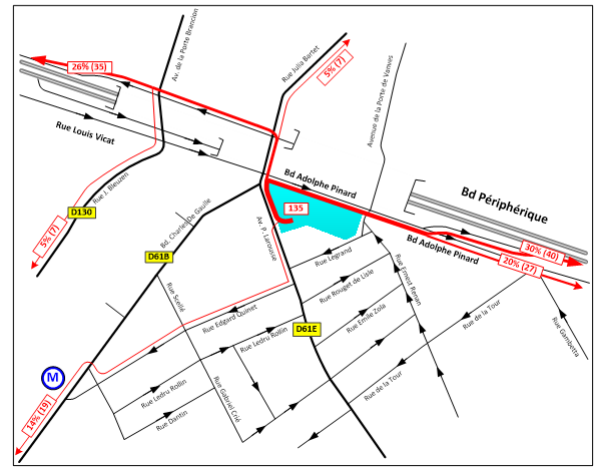 Av. de la Porte Brancion
26% (35)
Rue Julia Bartet
5% (7)
Avenue de la Porte de Vanves
Rue Louis Vicat
Bd Adolphe Pinard
Rue J. Bleuzen
Bd Périphérique
D130
135
Bd. Charles De Gaulle
Av. P. Larousse
5% (7)
Bd Adolphe Pinard
30% (40)
D61B
Rue Legrand
20% (27)
Rue Ernest Renan
Rue Scellé
Rue Rouget de Lisle
Rue Edgard Quinet
Rue Emile Zola
Rue de la Tour
D61E
Rue Ledru Rollin
Rue Gambetta
M
Rue Ledru Rollin
Rue Gabriel Crié
Rue de la Tour
Rue Danton
14% (19)